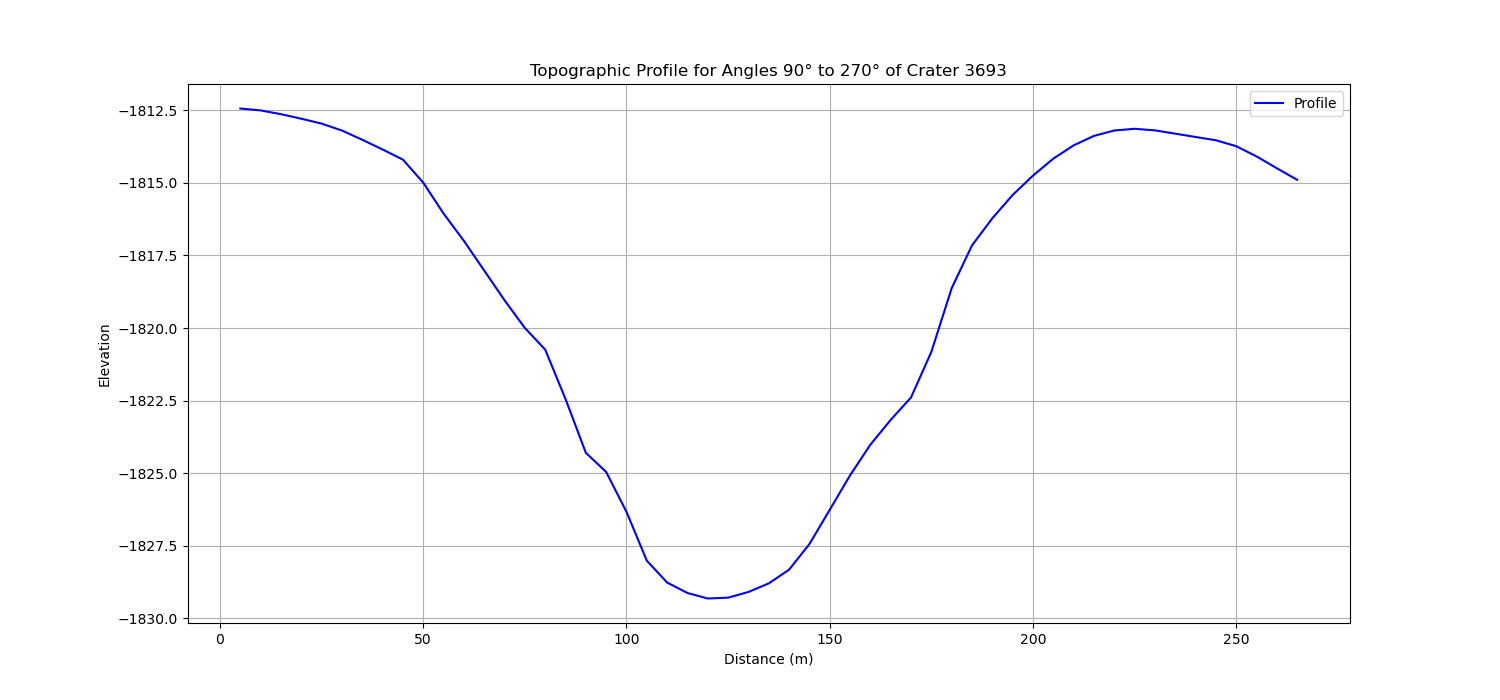 Topographic Profile for Angles 90° to 270° of Crater 3693
Profile
Elevation
−1812.5
−1815.0
−1817.5
−1820.0
−1822.5
−1825.0
−1827.5
−1830.0
0 50 100 150 200 250
Distance (m)